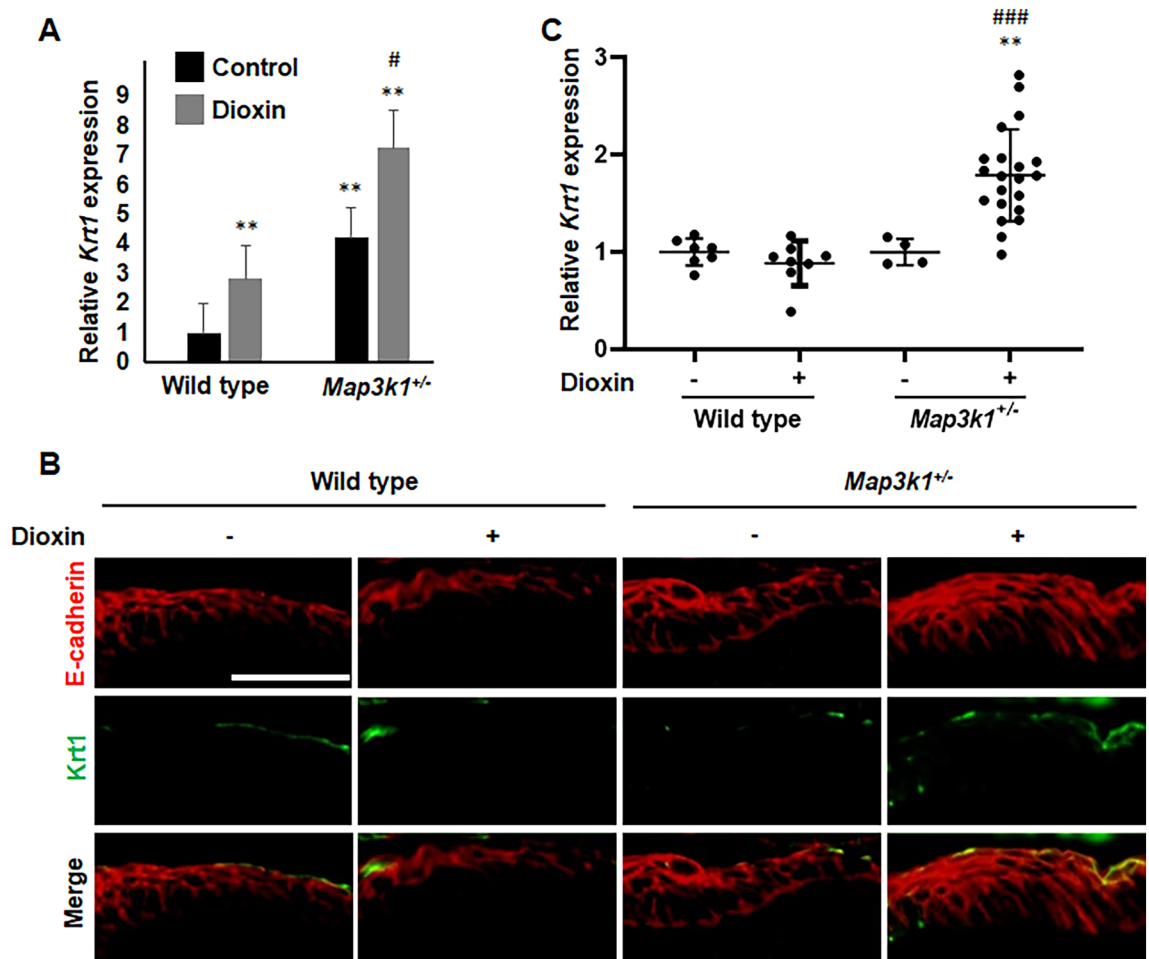 A
Control
Dioxin
#
**
**
**
Relative Krt1 expression
9
8
7
6
5
4
3
2
1
0
Wild type
Map3k1+/-
C
###
**
Relative Krt1 expression
3
2
1
0
Dioxin - + - +
Wild type
Map3k1+/-
B
Wild type
Map3k1+/-
Dioxin - + - +
E-cadherin
Krt1
Merge